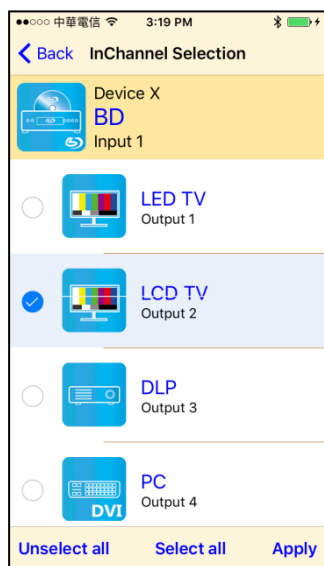 中華電信 3:19 PM
Back InChannel Selection
Device X
BD
Input 1
LED TV
Output 1
LCD TV
Output 2
DLP
Output 3
PC
Output 4
DVI
Unselect all Select all Apply